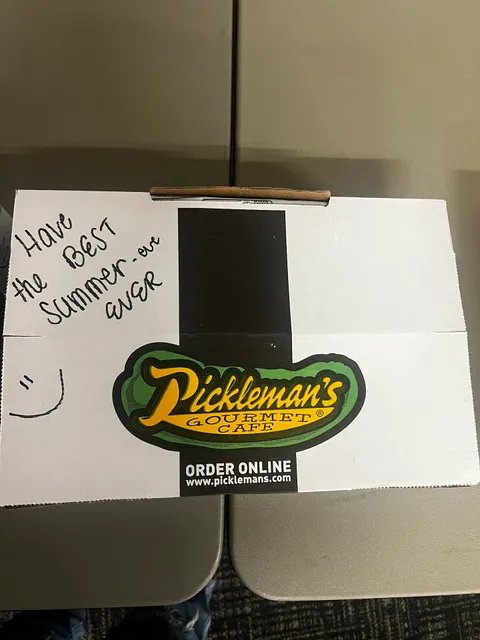 Have
the BEST
summer-ever
EVER
Pickleman's
GOURMET
CAFE
ORDER ONLINE
www.picklemans.com